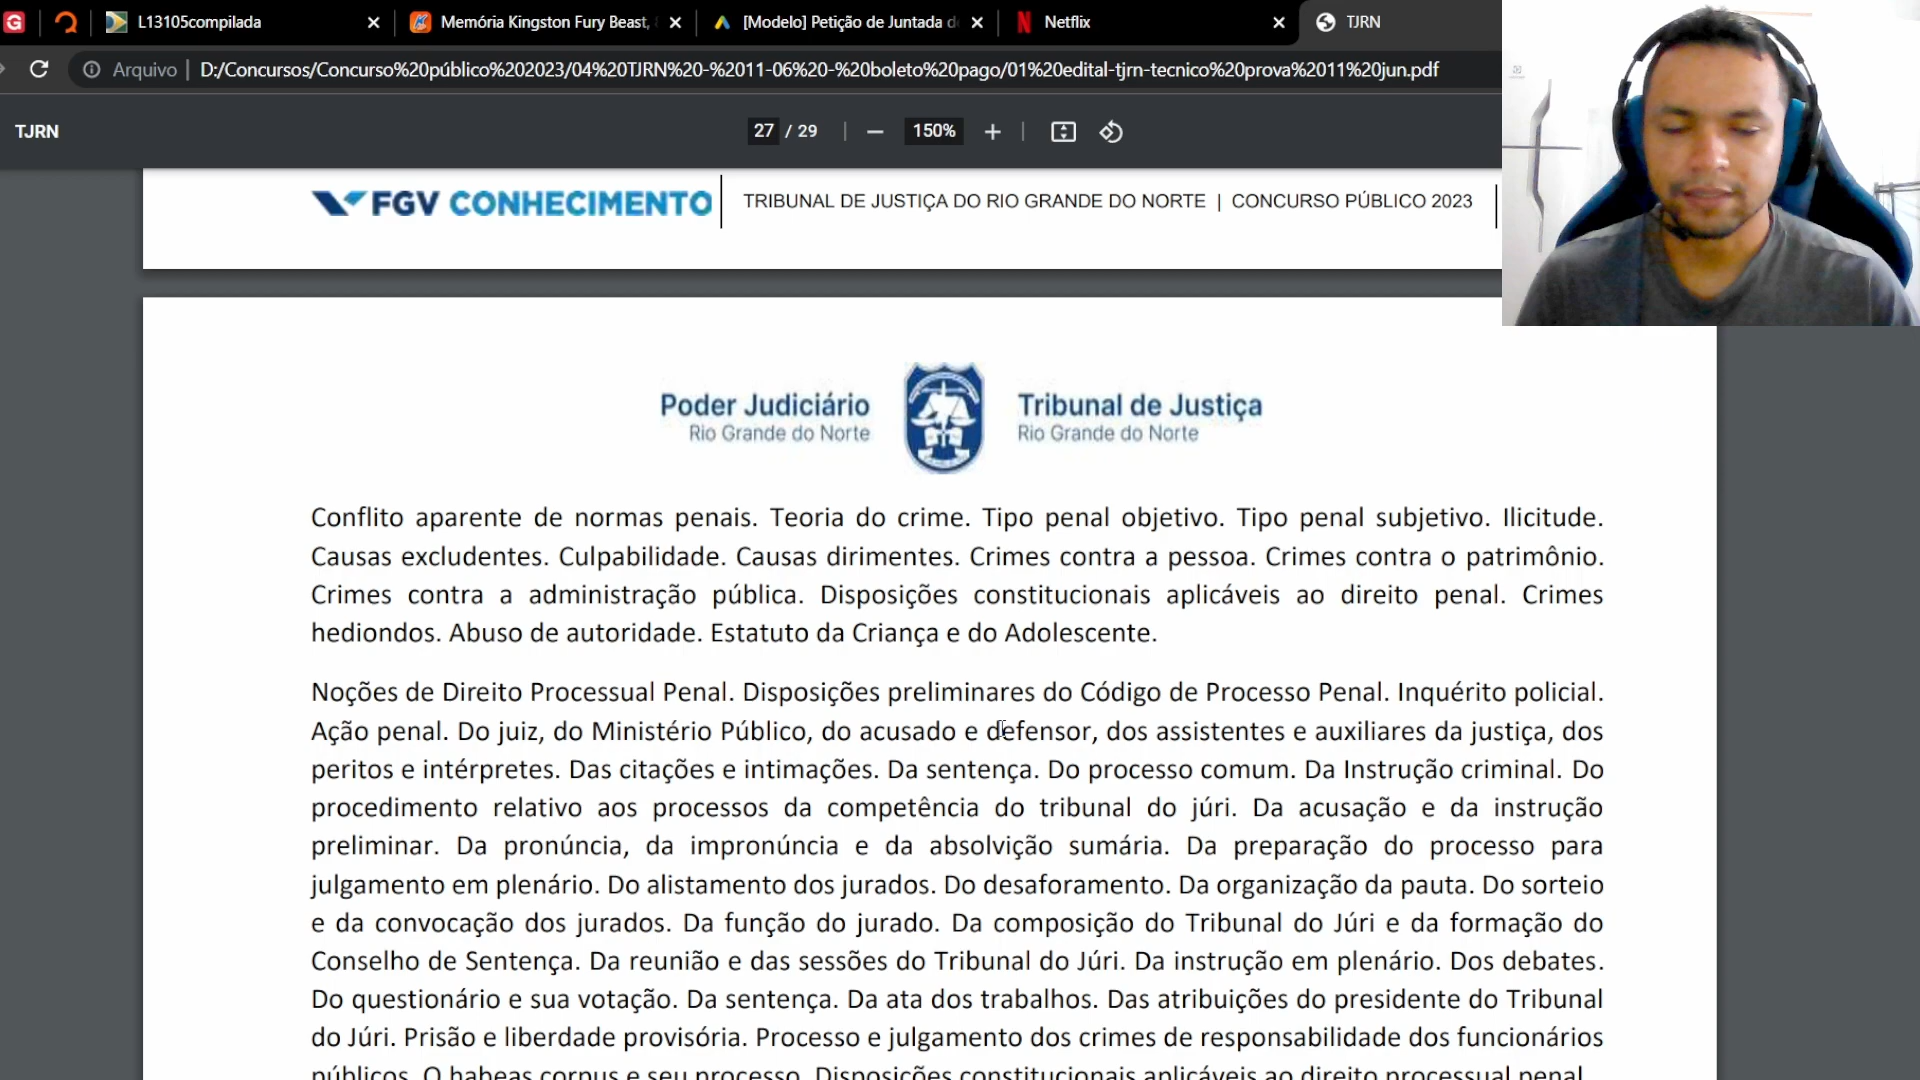 L13105compilada
Memória Kingston Fury Beast,
[Modelo] Petição de Juntada d
Netflix
TJRN
Arquivo
D:/Concursos/Concurso%20público%202023/04%20TJRN%20-%2011-06%20-%20boleto%20pago/01%20edital-tjrn-tecnico%20prova%2011%20jun.pdf
TJRN
27 / 29
150%
FGV CONHECIMENTO
TRIBUNAL DE JUSTIÇA DO RIO GRANDE DO NORTE | CONCURSO PÚBLICO 2023
Poder Judiciário
Rio Grande do Norte
Tribunal de Justiça
Rio Grande do Norte
Conflito aparente de normas penais. Teoria do crime. Tipo penal objetivo. Tipo penal subjetivo. Ilicitude.
Causas excludentes. Culpabilidade. Causas dirimentes. Crimes contra a pessoa. Crimes contra o patrimônio.
Crimes contra a administração pública. Disposições constitucionais aplicáveis ao direito penal. Crimes
hediondos. Abuso de autoridade. Estatuto da Criança e do Adolescente.
Noções de Direito Processual Penal. Disposições preliminares do Código de Processo Penal. Inquérito policial.
Ação penal. Do juiz, do Ministério Público, do acusado e defensor, dos assistentes e auxiliares da justiça, dos
peritos e intérpretes. Das citações e intimações. Da sentença. Do processo comum. Da Instrução criminal. Do
procedimento relativo aos processos da competência do tribunal do júri. Da acusação e da instrução
preliminar. Da pronúncia, da impronúncia e da absolvição sumária. Da preparação do processo para
julgamento em plenário. Do alistamento dos jurados. Do desaforamento. Da organização da pauta. Do sorteio
e da convocação dos jurados. Da função do jurado. Da composição do Tribunal do Júri e da formação do
Conselho de Sentença. Da reunião e das sessões do Tribunal do Júri. Da instrução em plenário. Dos debates.
Do questionário e sua votação. Da sentença. Da ata dos trabalhos. Das atribuições do presidente do Tribunal
do Júri. Prisão e liberdade provisória. Processo e julgamento dos crimes de responsabilidade dos funcionários
públicos. O habeas corpus e seu processo. Disposições constitucionais aplicáveis ao direito processual penal.